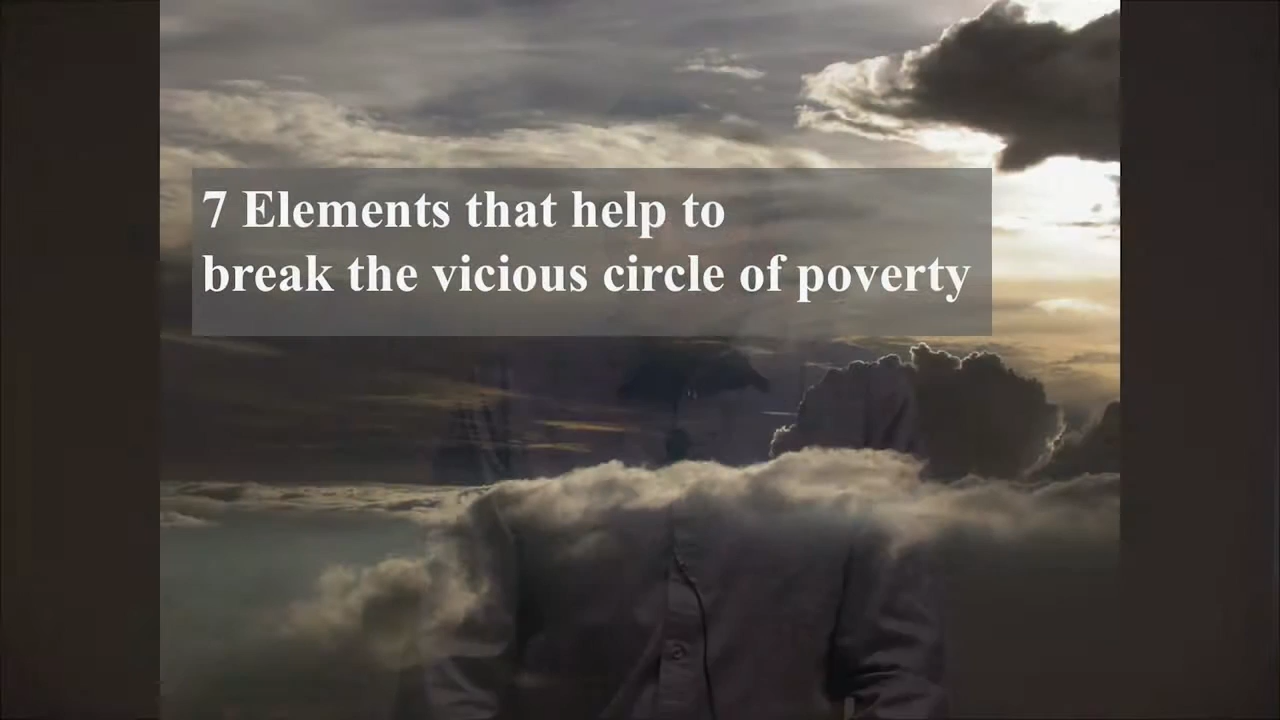 7 Elements that help to
break the vicious circle of poverty